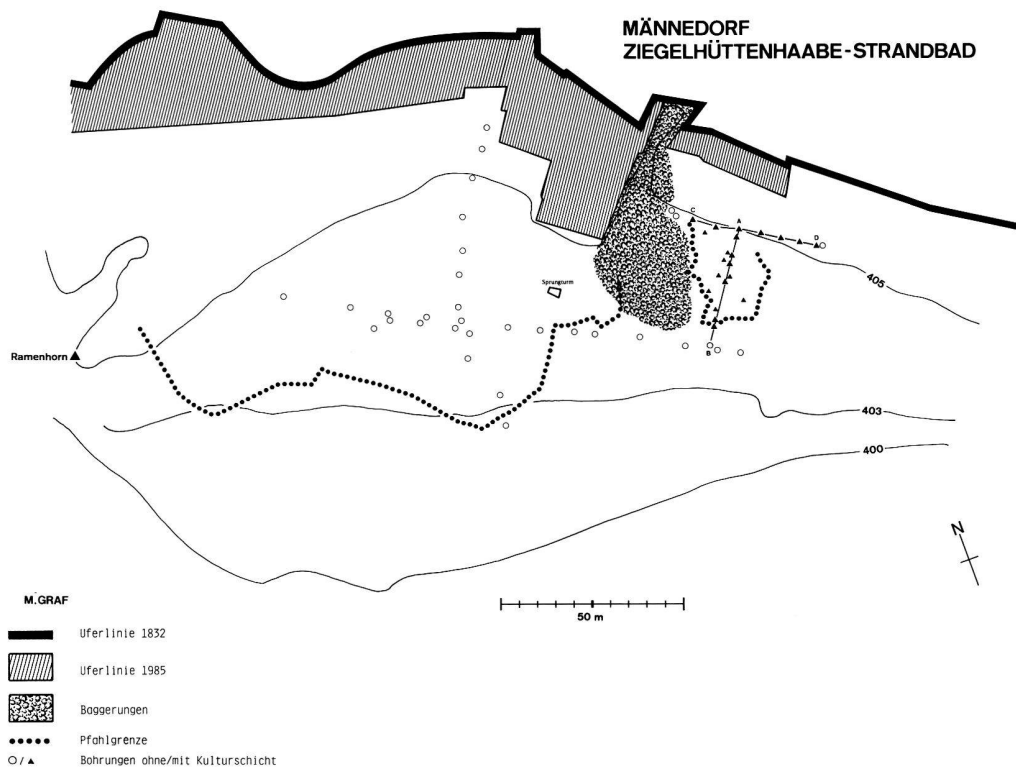 MÄNNEDORF
ZIEGELHÜTTENHAABE-STRANDBAD
C
A
D
Sprungturm
405
Ramenhorn
B
403
400
N
50 m
M.GRAF
Uferlinie 1832
Uferlinie 1985
Baggerungen
Pfahlgrenze
Bohrungen ohne/mit Kulturschicht